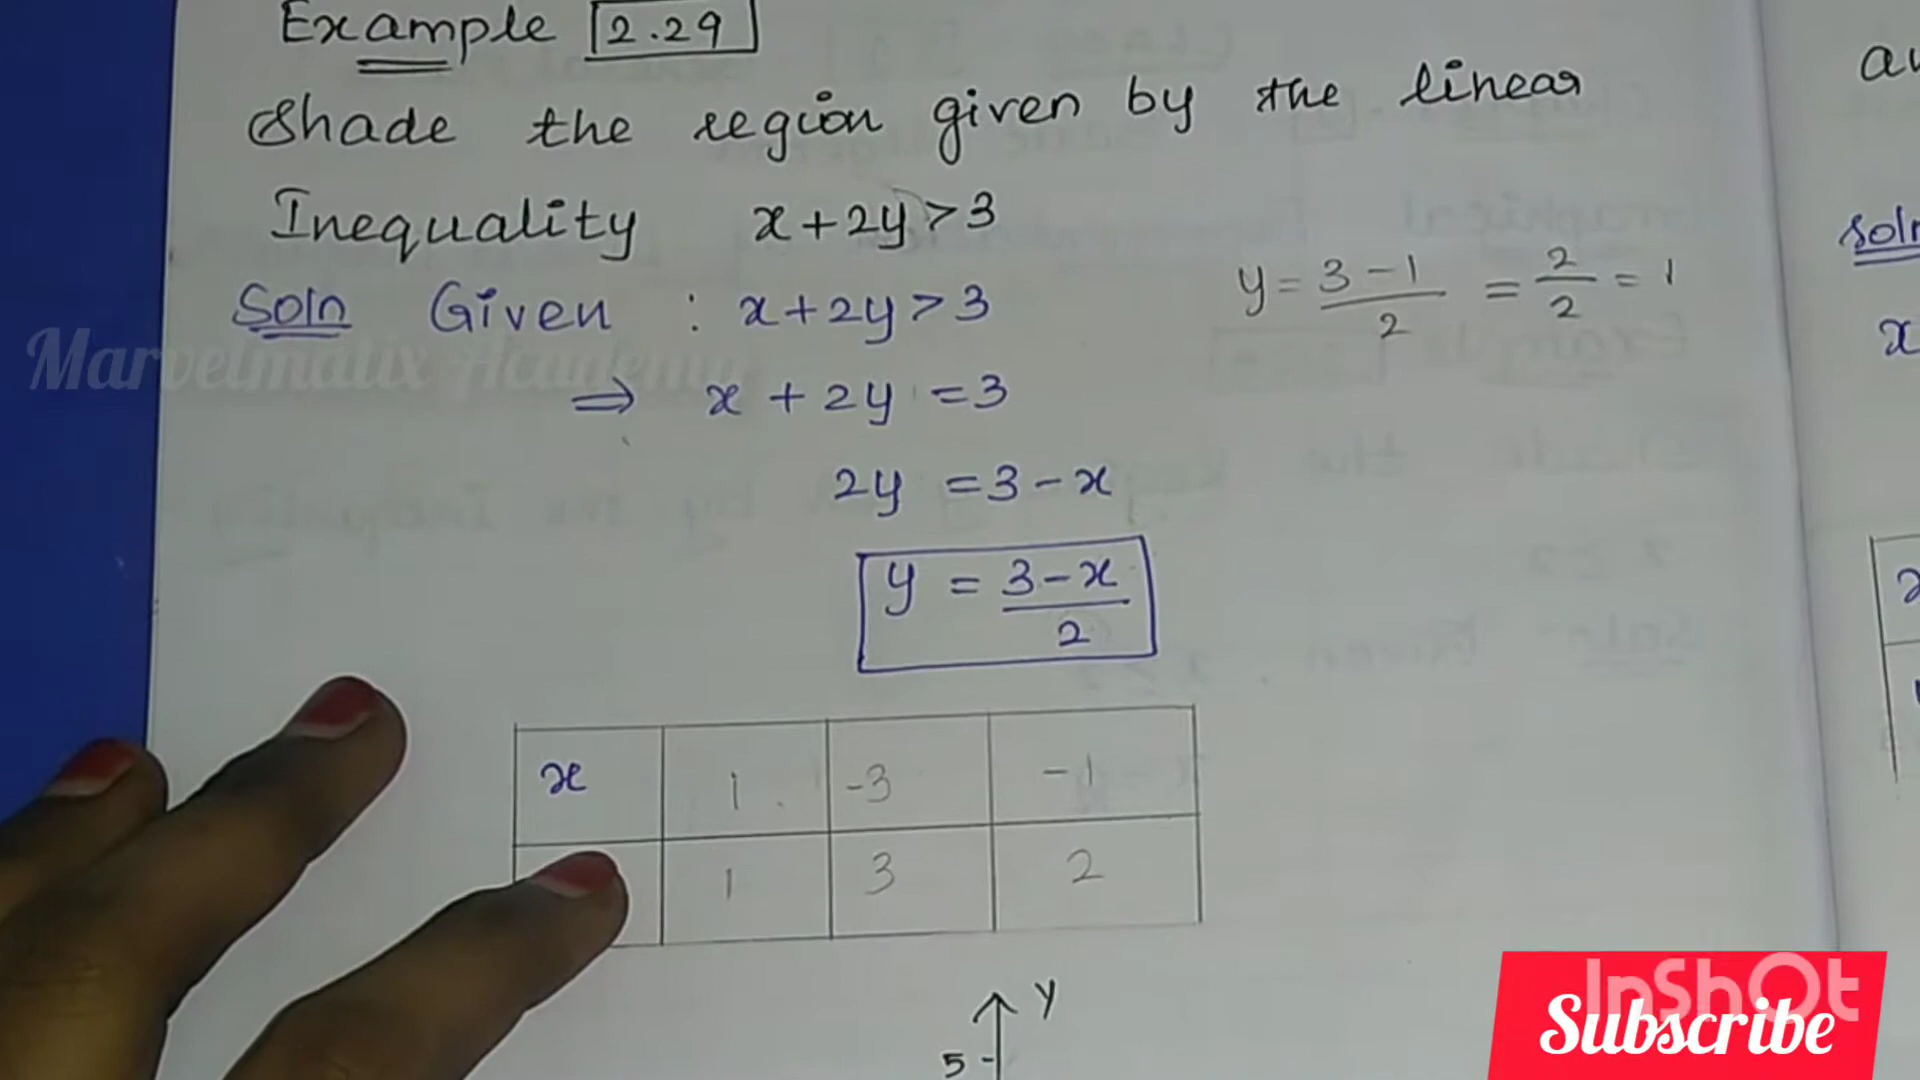 Example 2.29
Shade the region given by the linear
Inequality x+2y>3
Soln Given : x+2y>3
⇒ x + 2y = 3
2y = 3-x
y = 3-x/2
y = 3-1/2 = 2/2 = 1
x 1 -3 -1
1 3 2
y
5
soln
x
Marvelmatix Academy
InShOt
Subscribe